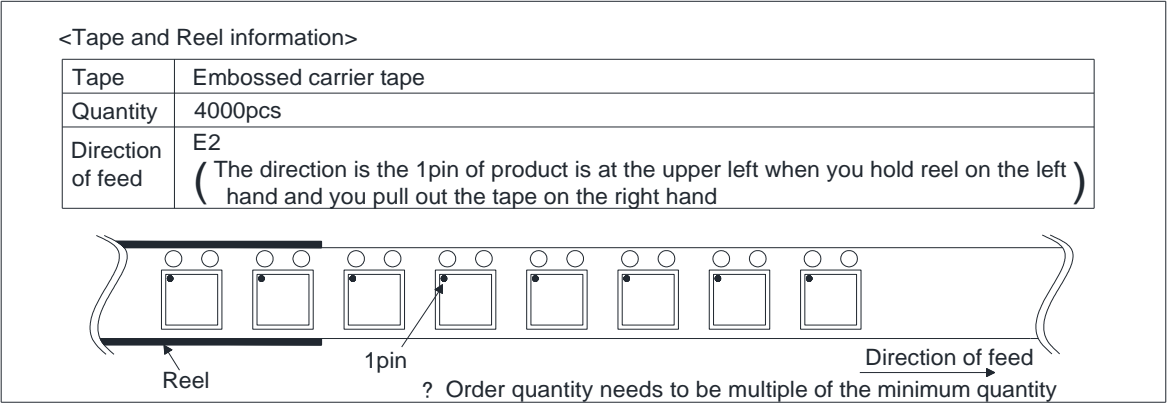 <Tape and Reel information>
Tape Embossed carrier tape
Quantity 4000pcs
Direction of feed E2
( The direction is the 1pin of product is at the upper left when you hold reel on the left
hand and you pull out the tape on the right hand )
1pin
Reel
Direction of feed
? Order quantity needs to be multiple of the minimum quantity